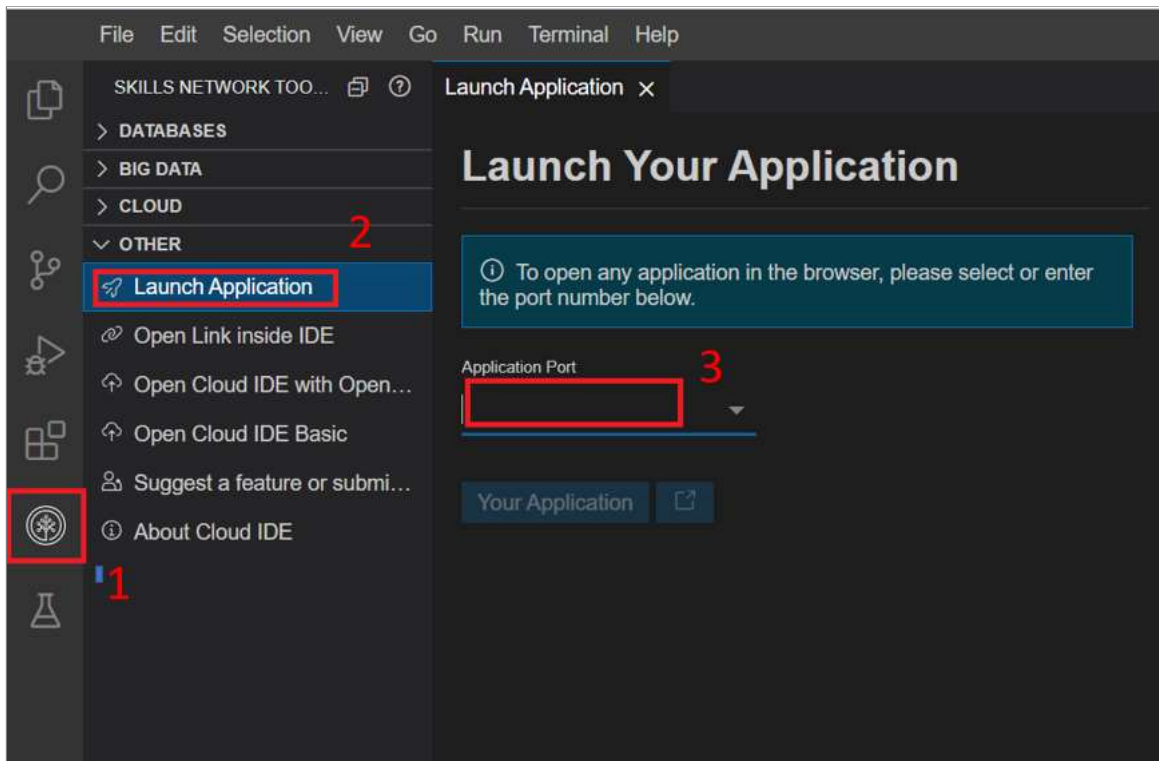 File Edit Selection View Go Run Terminal Help
SKILLS NETWORK TOO...
Launch Application
DATABASES
BIG DATA
CLOUD
OTHER
2
Launch Application
Open Link inside IDE
Open Cloud IDE with Open...
Open Cloud IDE Basic
Suggest a feature or submi...
About Cloud IDE
1
Launch Your Application
To open any application in the browser, please select or enter
the port number below.
Application Port
3
Your Application